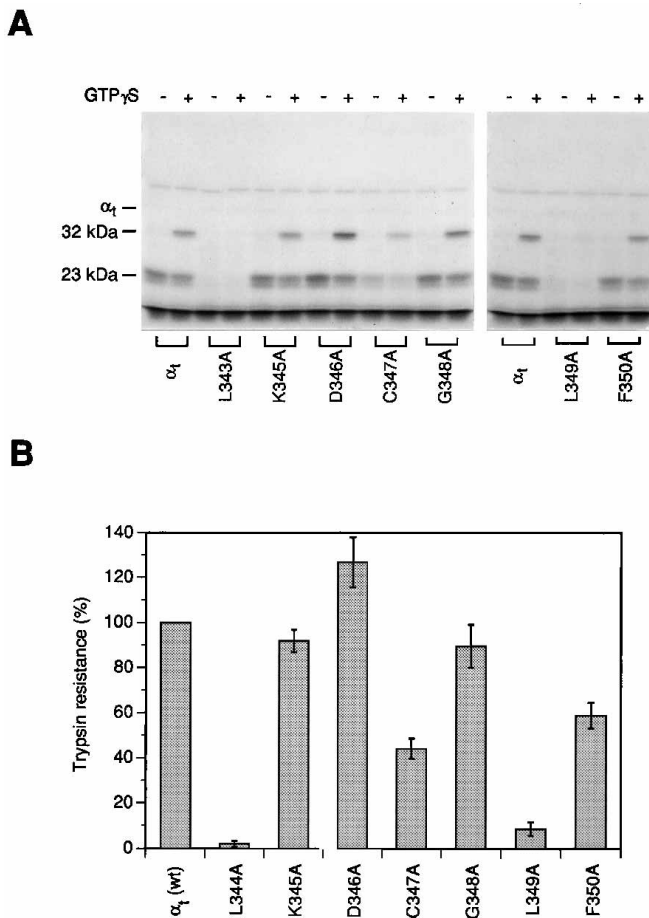 A
GTPγS - + - + - + - + - + - + - + - + - +
αt
32 kDa
23 kDa
αt L343A K345A D346A C347A G348A αt L349A F350A
B
Trypsin resistance (%)
140
120
100
80
60
40
20
0
αt (wt) L344A K345A D346A C347A G348A L349A F350A